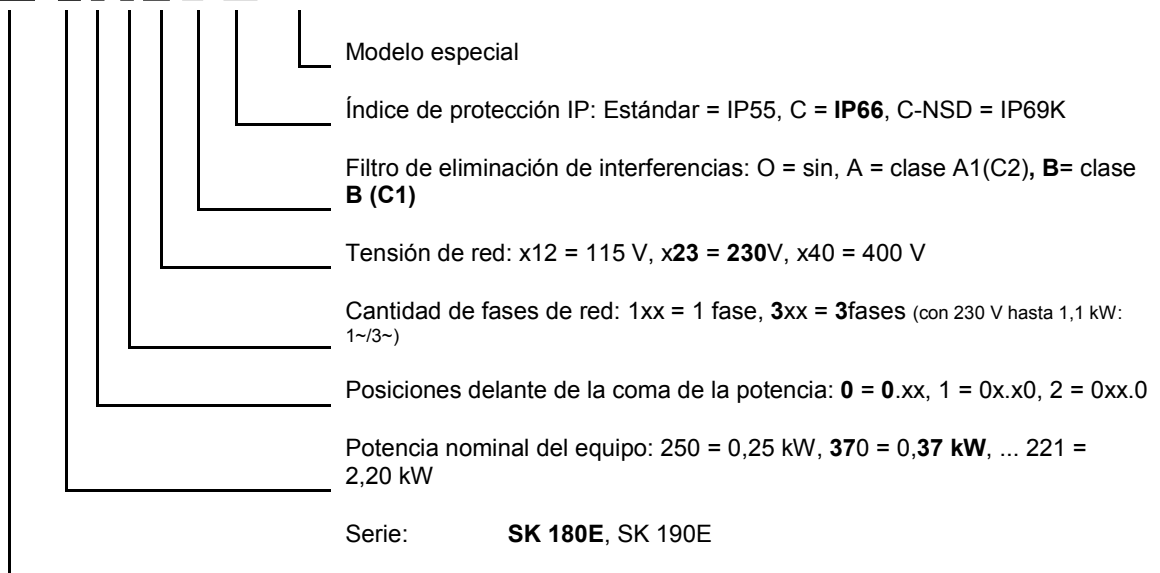 Modelo especial
Índice de protección IP: Estándar = IP55, C = IP66, C-NSD = IP69K
Filtro de eliminación de interferencias: O = sin, A = clase A1(C2), B= clase
B (C1)
Tensión de red: x12 = 115 V, x23 = 230V, x40 = 400 V
Cantidad de fases de red: 1xx = 1 fase, 3xx = 3fases (con 230 V hasta 1,1 kW:
1~/3~)
Posiciones delante de la coma de la potencia: 0 = 0.xx, 1 = 0x.x0, 2 = 0xx.0
Potencia nominal del equipo: 250 = 0,25 kW, 370 = 0,37 kW, ... 221 =
2,20 kW
Serie: SK 180E, SK 190E